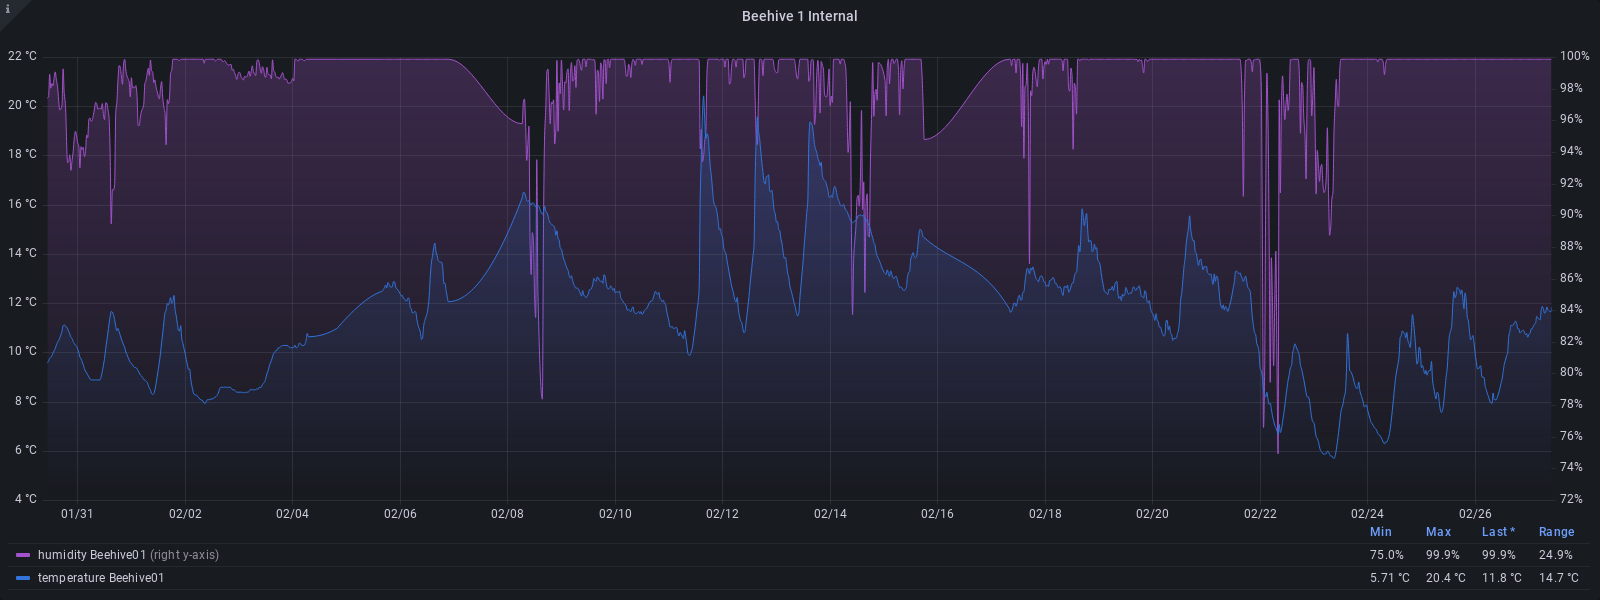 i
Beehive 1 Internal
22 °C 100%
98%
20 °C
96%
18 °C
94%
92%
16 °C
90%
14 °C
88%
86%
12 °C
84%
82%
10 °C
80%
8 °C
78%
76%
6 °C
74%
4 °C 72%
01/31 02/02 02/04 02/06 02/08 02/10 02/12 02/14 02/16 02/18 02/20 02/22 02/24 02/26
Min Max Last * Range
humidity Beehive01 (right y-axis) 75.0% 99.9% 99.9% 24.9%
temperature Beehive01 5.71 °C 20.4 °C 11.8 °C 14.7 °C